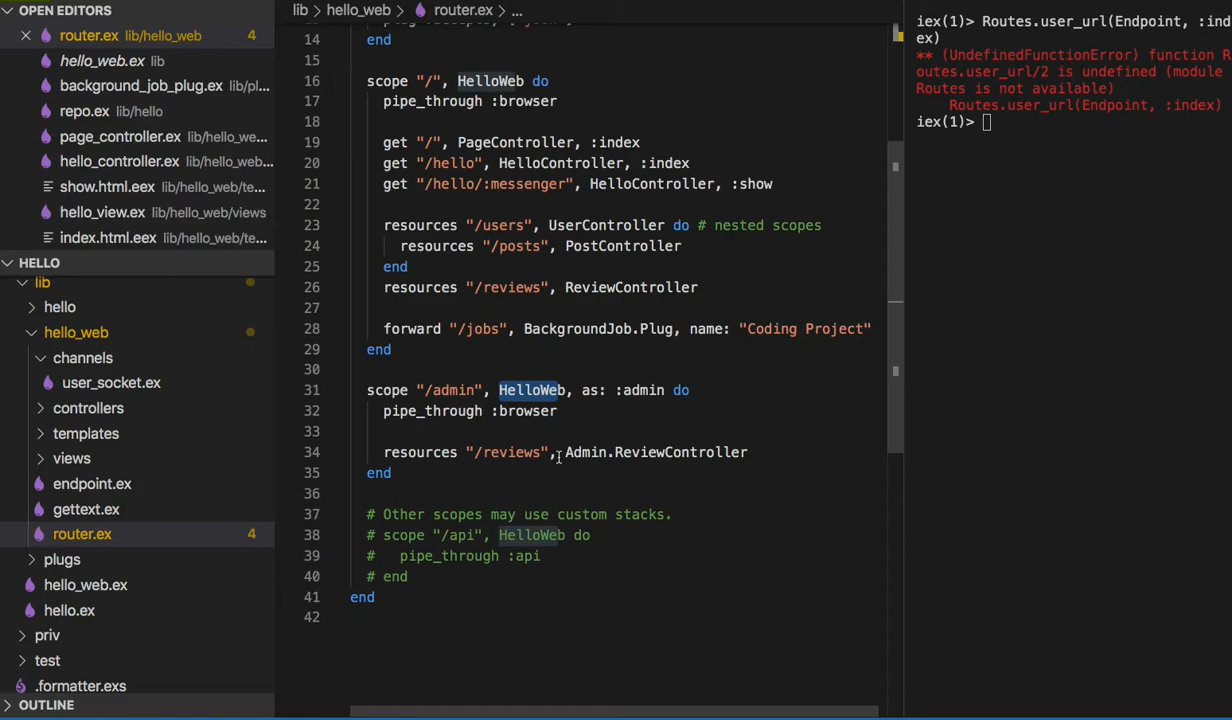 OPEN EDITORS
router.ex lib/hello_web 4
hello_web.ex lib
background_job_plug.ex lib/pl...
repo.ex lib/hello
page_controller.ex lib/hello_we...
hello_controller.ex lib/hello_web...
show.html.eex lib/hello_web/te...
hello_view.ex lib/hello_web/views
index.html.eex lib/hello_web/te...
HELLO
lib
hello
hello_web
channels
user_socket.ex
controllers
templates
views
endpoint.ex
gettext.ex
router.ex 4
plugs
hello_web.ex
hello.ex
priv
test
.formatter.exs
OUTLINE
lib > hello_web > router.ex > ...
14 end
15
16 scope "/", HelloWeb do
17 pipe_through :browser
18
19 get "/", PageController, :index
20 get "/hello", HelloController, :index
21 get "/hello/:messenger", HelloController, :show
22
23 resources "/users", UserController do # nested scopes
24 resources "/posts", PostController
25 end
26 resources "/reviews", ReviewController
27
28 forward "/jobs", BackgroundJob.Plug, name: "Coding Project"
29 end
30
31 scope "/admin", HelloWeb, as: :admin do
32 pipe_through :browser
33
34 resources "/reviews", Admin.ReviewController
35 end
36
37 # Other scopes may use custom stacks.
38 # scope "/api", HelloWeb do
39 # pipe_through :api
40 # end
41 end
42
iex(1)> Routes.user_url(Endpoint, :ind
ex)
** (UndefinedFunctionError) function R
outes.user_url/2 is undefined (module
Routes is not available)
Routes.user_url(Endpoint, :index)
iex(1)>